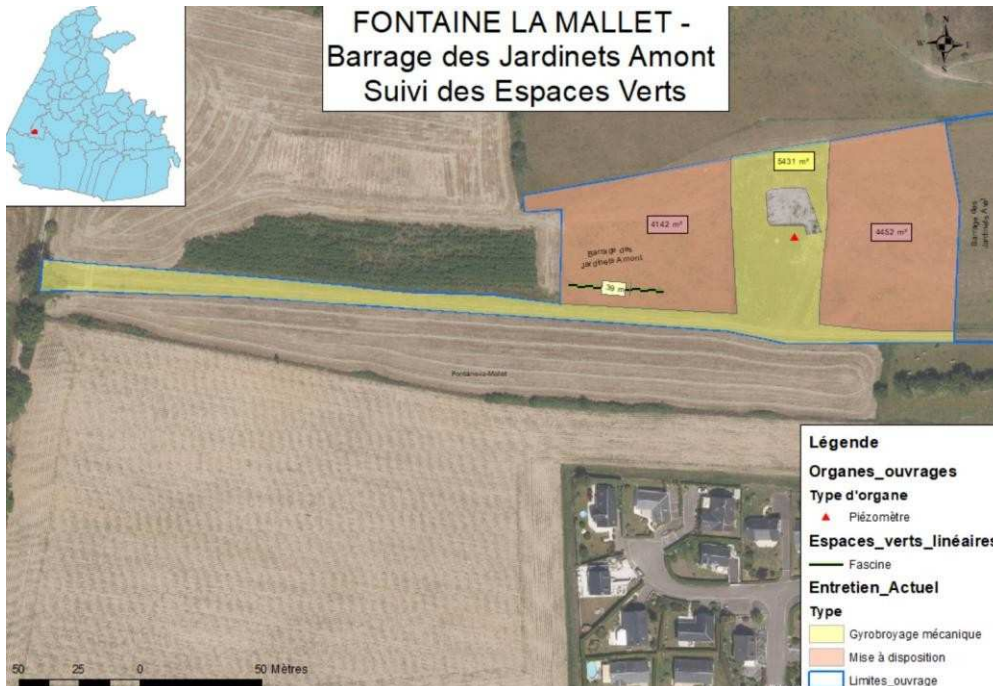 FONTAINE LA MALLET -
Barrage des Jardinets Amont
Suivi des Espaces Verts
N
W
E
5431 m²
4142 m²
4452 m²
Barrage des
Jardinets Amont
Barrage des
39 m
Fontaine-la-Mallet
Légende
Organes_ouvrages
Type d'organe
Piézomètre
Espaces_verts_linéaires
Fascine
Entretien_Actuel
Type
Gyrobroyage mécanique
Mise à disposition
Limites_ouvrage
50 25 0 50 Mètres